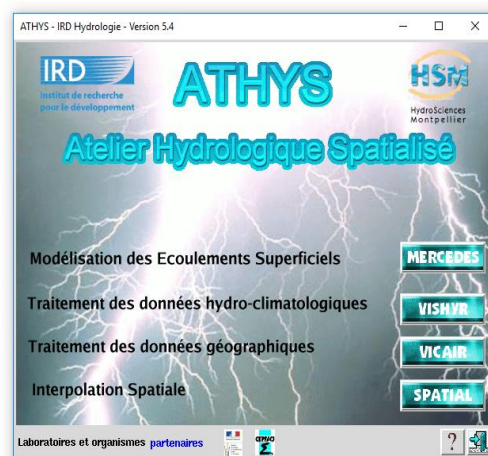 ATHYS - IRD Hydrologie - Version 5.4
IRD
Institut de recherche
pour le développement
ATHYS
HSM
HydroSciences
Montpellier
Atelier Hydrologique Spatialisé
Modélisation des Ecoulements Superficiels
MERCEDES
Traitement des données hydro-climatologiques
VISHYR
Traitement des données géographiques
VICAIR
Interpolation Spatiale
SPATIAL
Laboratoires et organismes partenaires
?